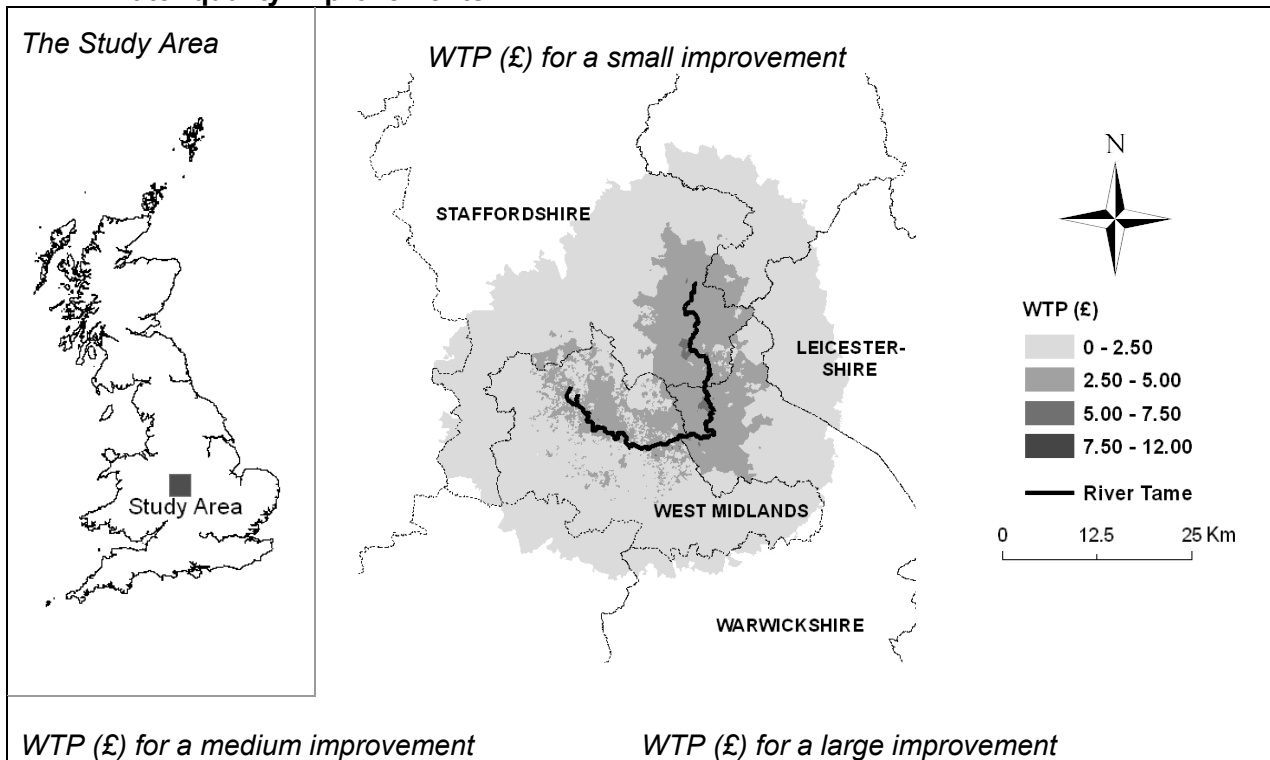 The Study Area
WTP (£) for a small improvement
N
STAFFORDSHIRE
LEICESTER-
SHIRE
WEST MIDLANDS
WARWICKSHIRE
Study Area
WTP (£)
0 - 2.50
2.50 - 5.00
5.00 - 7.50
7.50 - 12.00
River Tame
0 12.5 25 Km
WTP (£) for a medium improvement
WTP (£) for a large improvement